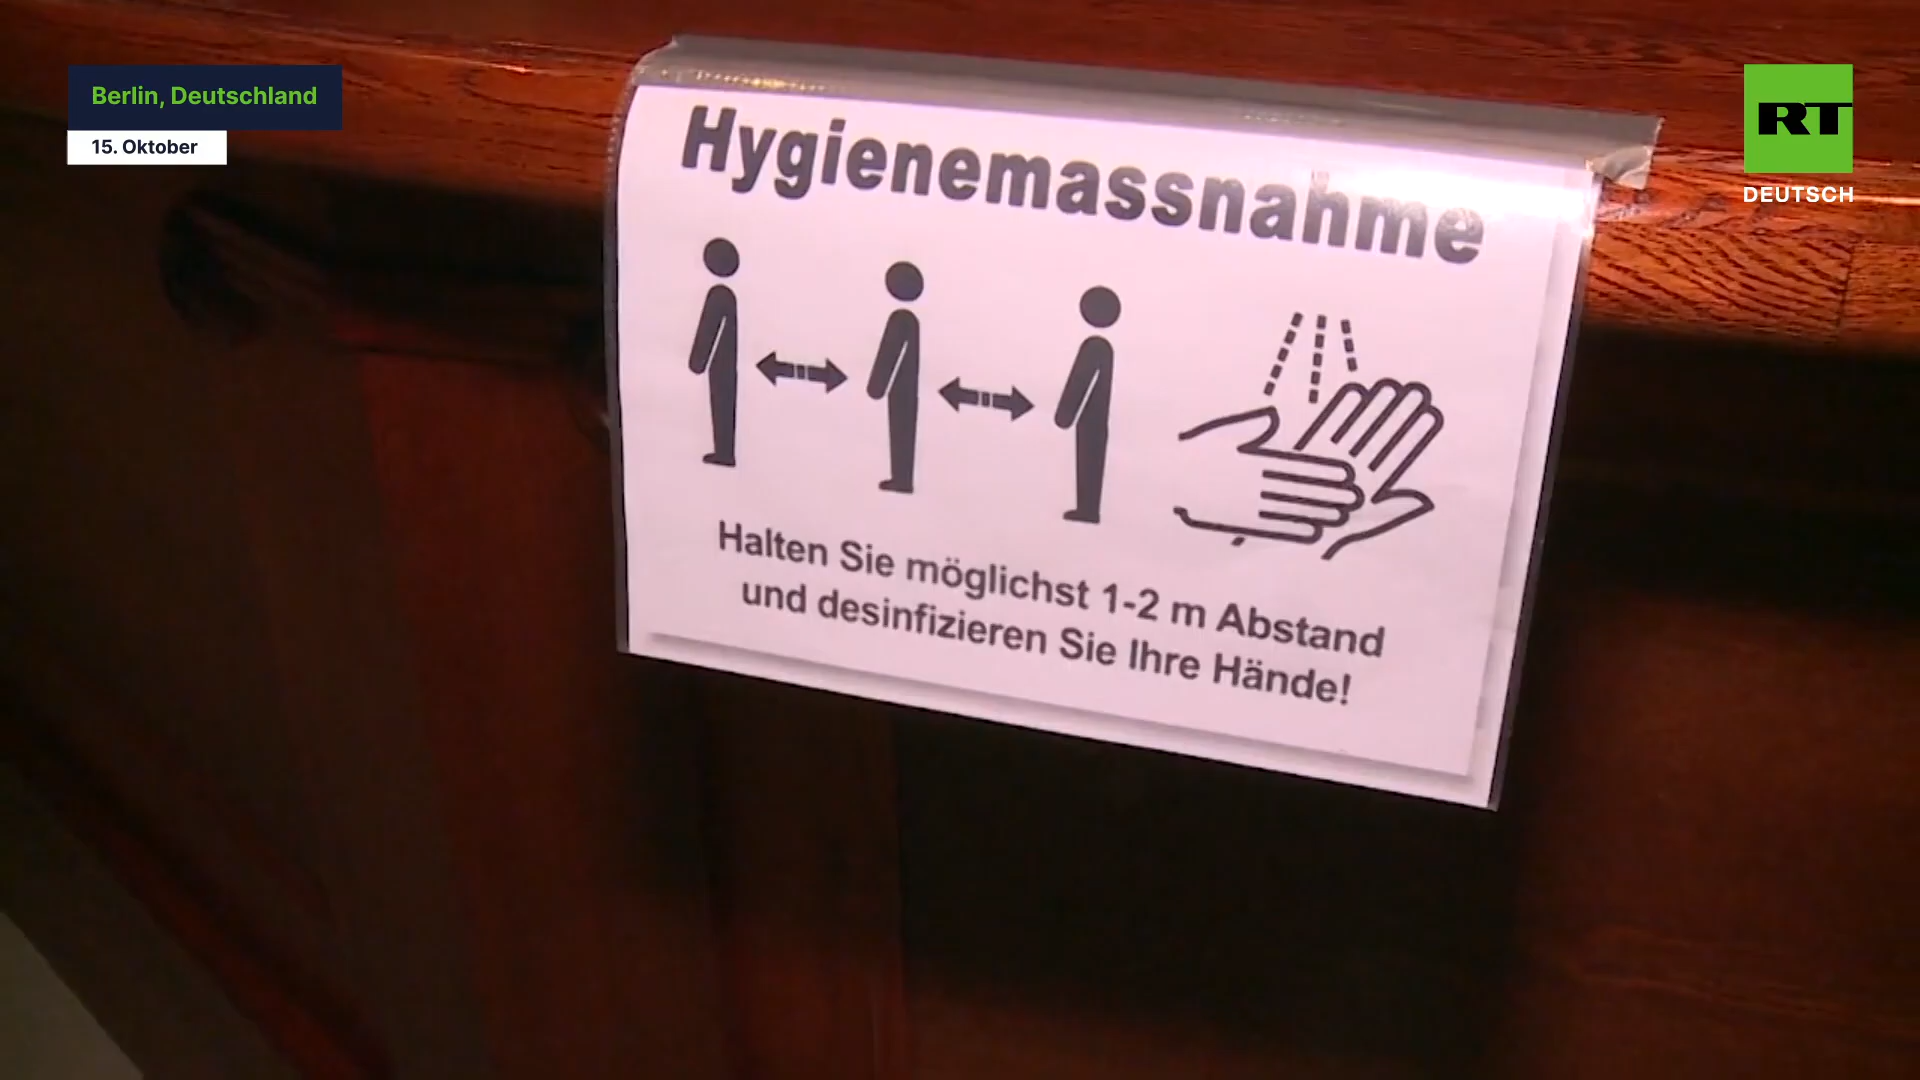 Berlin, Deutschland
15. Oktober
RT
DEUTSCH
Hygienemassnahme
Halten Sie möglichst 1-2 m Abstand
und desinfizieren Sie Ihre Hände!